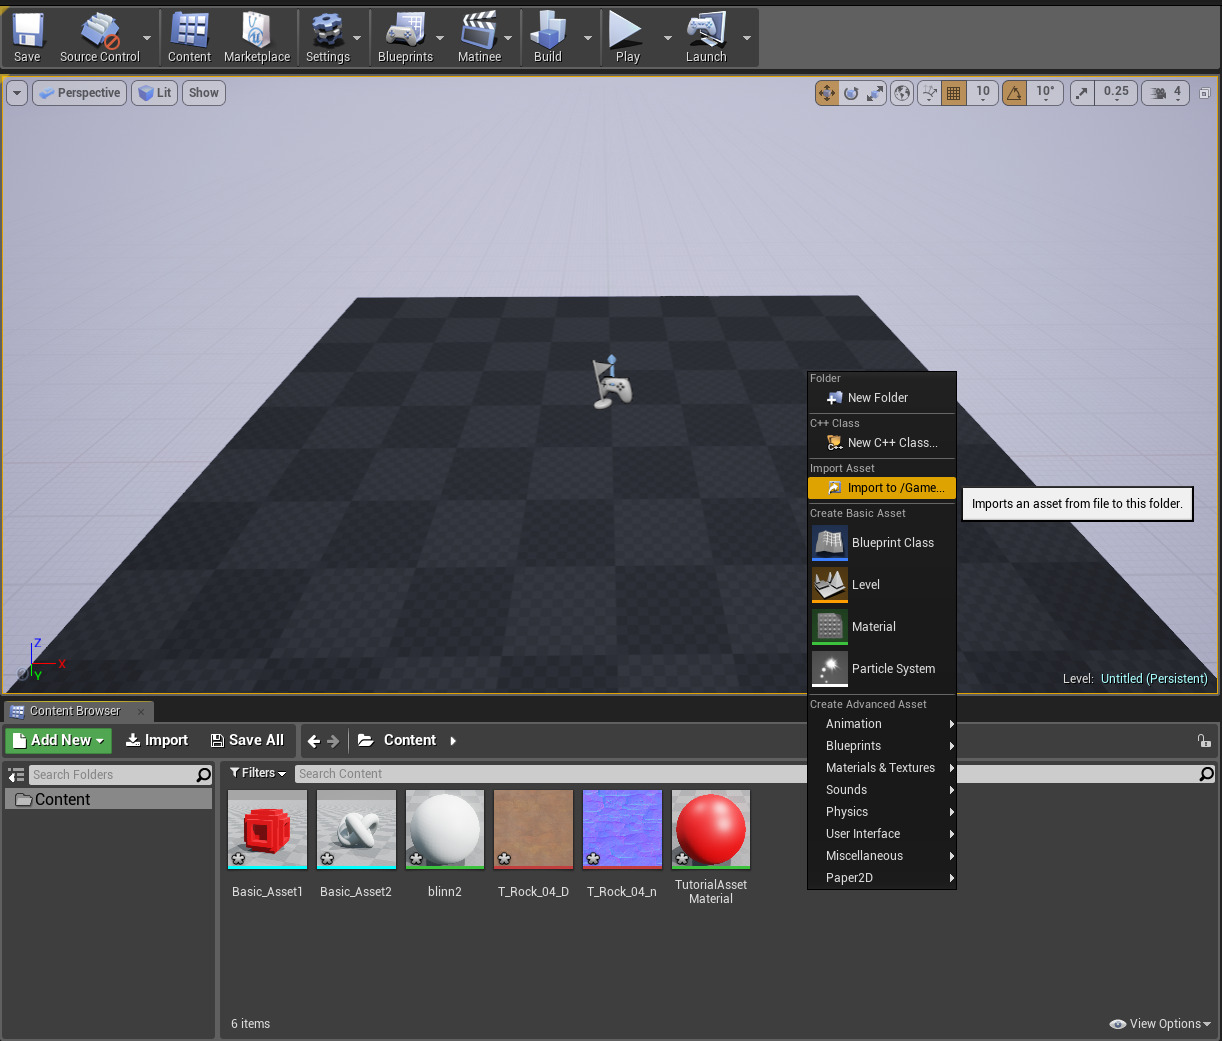 Save
Source Control
Content
Marketplace
Settings
Blueprints
Matinee
Build
Play
Launch
Perspective
Lit
Show
10
10°
0.25
4
Folder
New Folder
C++ Class
New C++ Class...
Import Asset
Import to /Game...
Imports an asset from file to this folder.
Create Basic Asset
Blueprint Class
Level
Material
Particle System
Create Advanced Asset
Animation
Blueprints
Materials & Textures
Sounds
Physics
User Interface
Miscellaneous
Paper2D
Z
X
Y
Level: Untitled (Persistent)
Content Browser
Add New
Import
Save All
Content
Search Folders
Filters
Search Content
Content
Basic_Asset1
Basic_Asset2
blinn2
T_Rock_04_D
T_Rock_04_n
TutorialAsset
Material
6 items
View Options